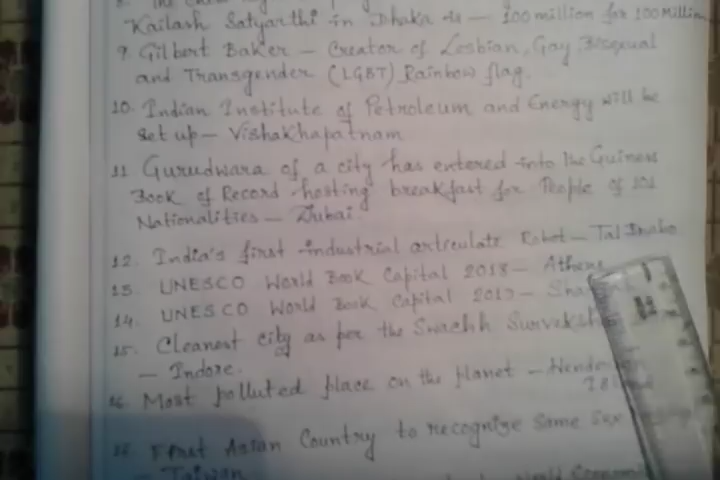 Kailash Satyarthi in Dhaka is — 100 million for 100 Million
9. Gilbert Baker — Creator of Lesbian, Gay, Bisexual
and Transgender (LGBT) Rainbow flag.
10. Indian Institute of Petroleum and Energy will be
set up — Vishakhapatnam
11. Gurudwara of a city has entered into the Guiness
Book of Record hosting breakfast for People of 101
Nationalities — Dubai.
12. India's first industrial articulate Robot — Tal
13. UNESCO World Book Capital 2018 — Athens
14. UNESCO World Book Capital 2019 —
15. Cleanest city as per the Swachh
— Indore.
16. Most polluted place on the planet —
First Asian Country to recognize Same Sex
— Taiwan
World